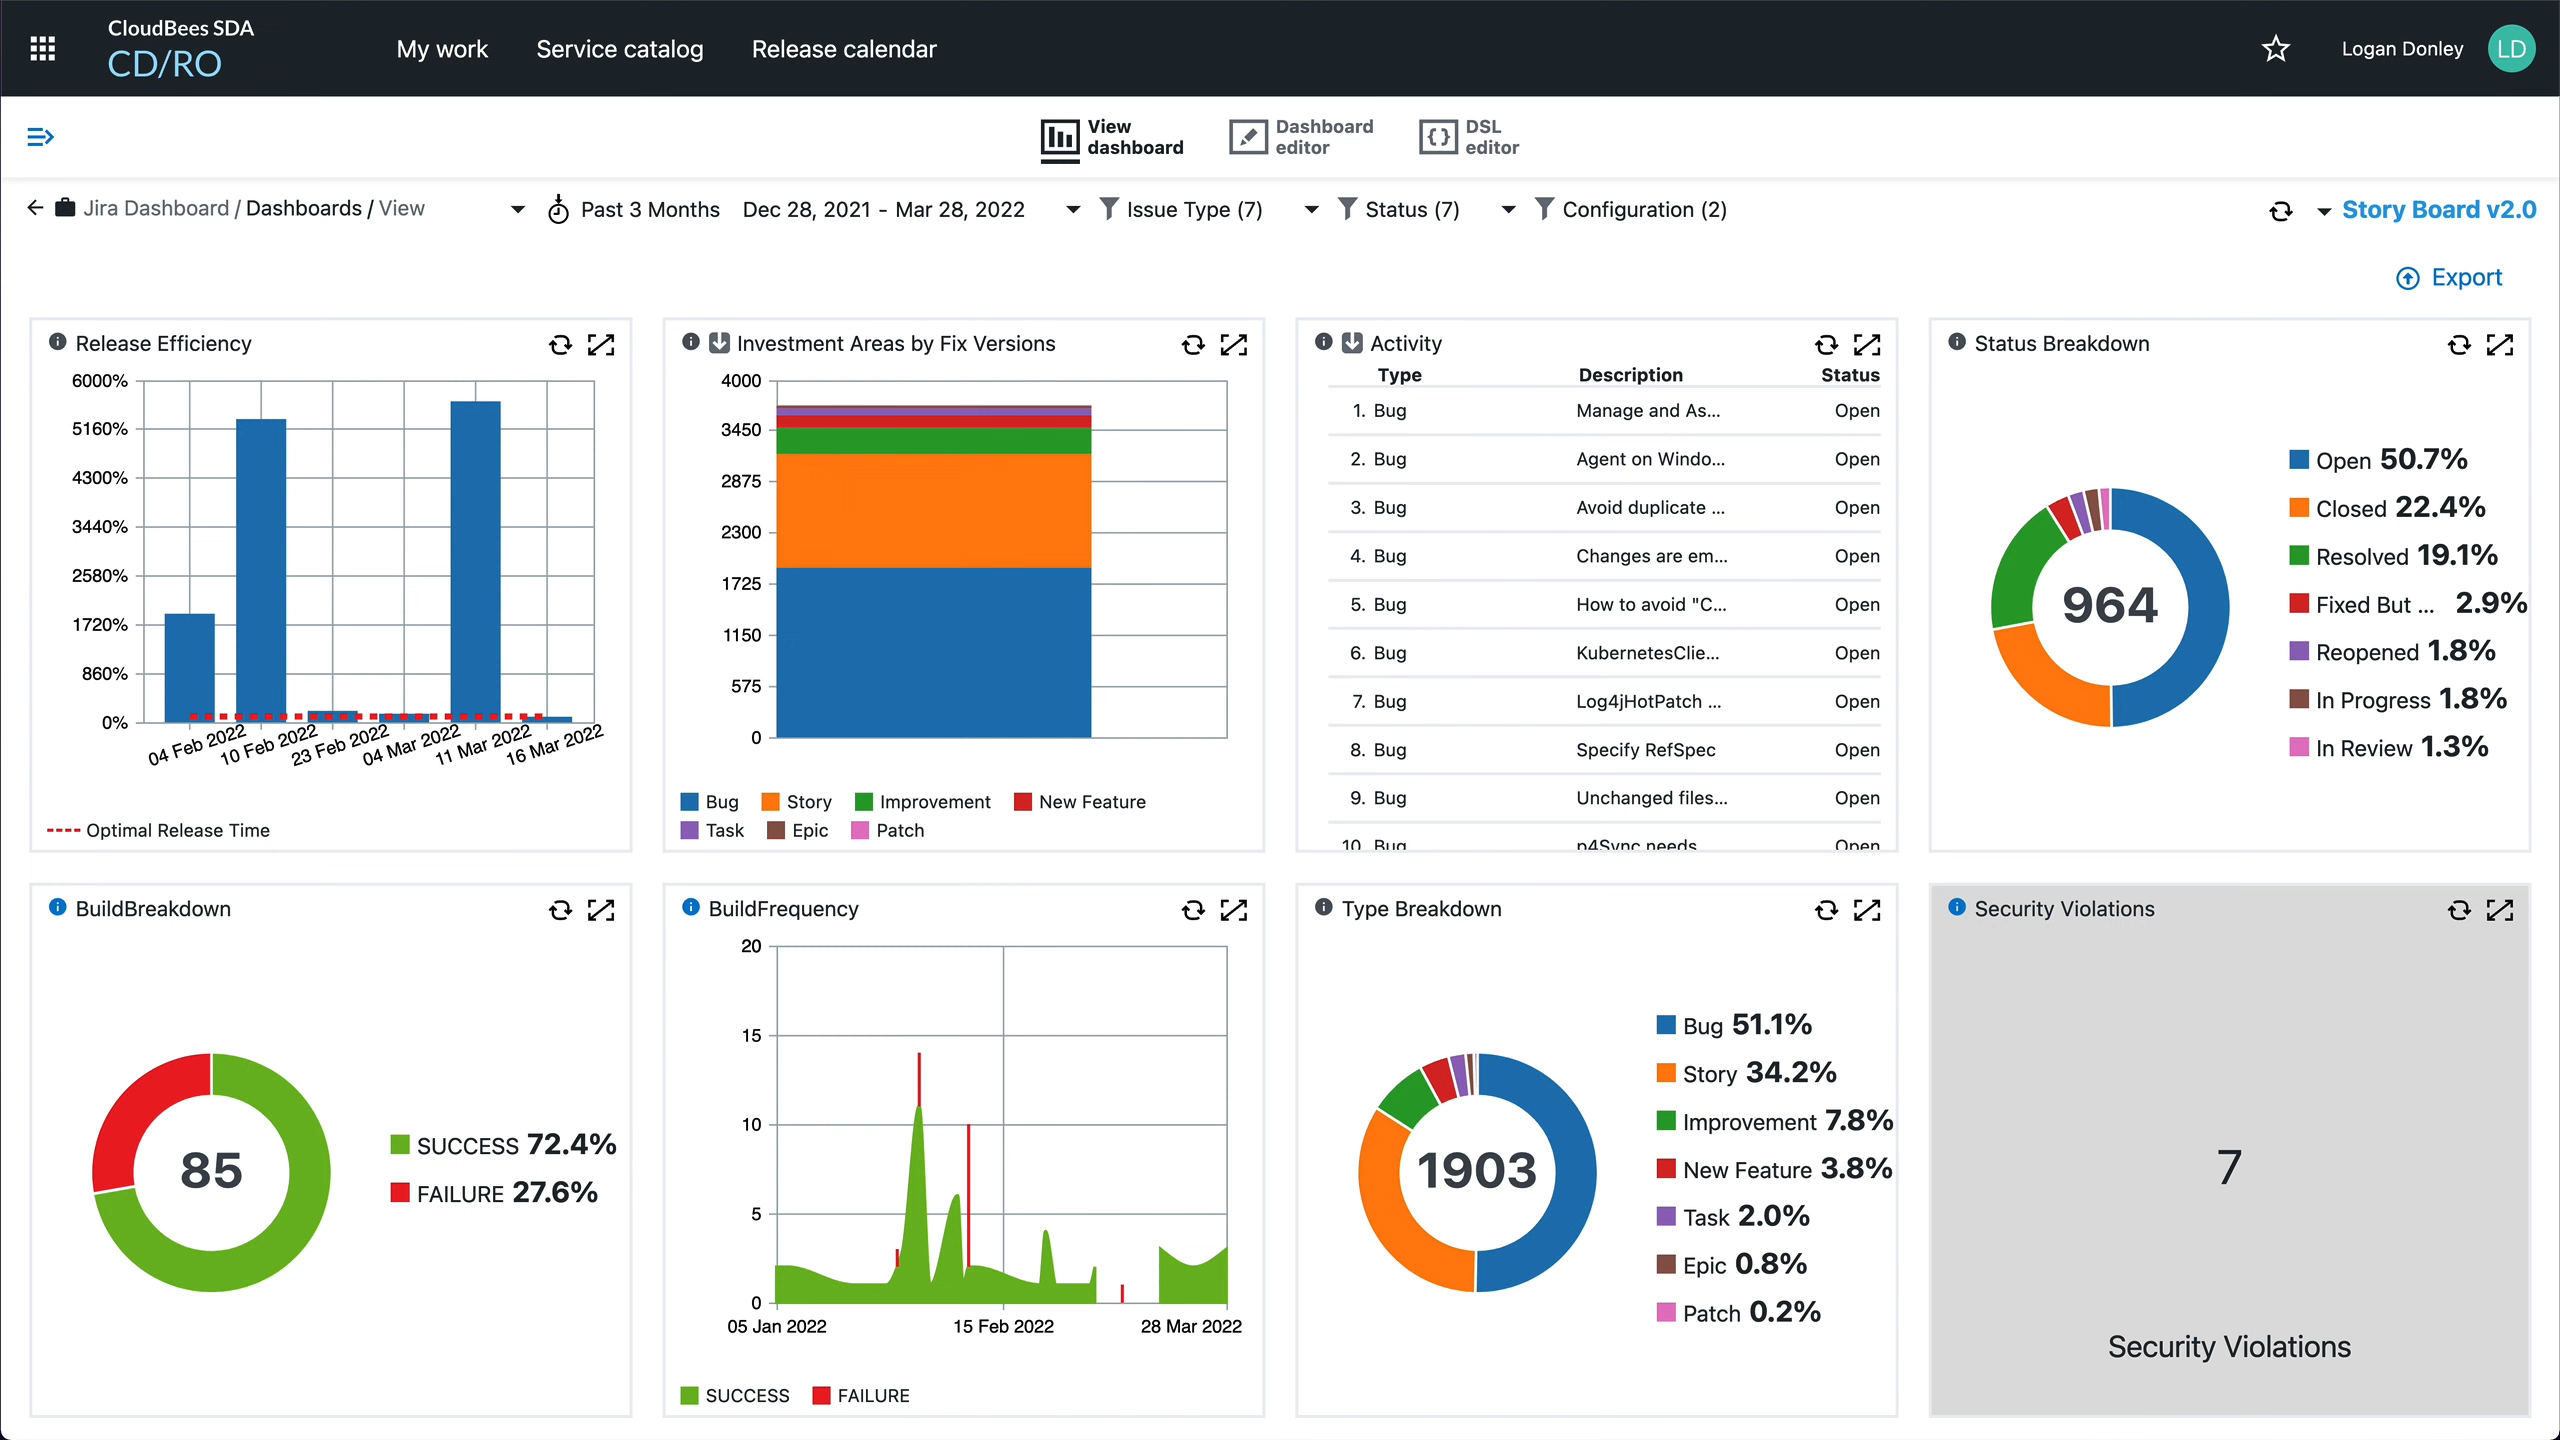 CloudBees SDA
CD/RO
My work
Service catalog
Release calendar
Logan Donley
LD
View
dashboard
Dashboard
editor
DSL
editor
Jira Dashboard / Dashboards / View
Past 3 Months
Dec 28, 2021 - Mar 28, 2022
Issue Type (7)
Status (7)
Configuration (2)
Story Board v2.0
Export
Release Efficiency
6000%
5160%
4300%
3440%
2580%
1720%
860%
0%
04 Feb 2022
10 Feb 2022
23 Feb 2022
04 Mar 2022
11 Mar 2022
16 Mar 2022
Optimal Release Time
Investment Areas by Fix Versions
4000
3450
2875
2300
1725
1150
575
0
Bug Story Improvement New Feature
Task Epic Patch
Activity
Type Description Status
1. Bug Manage and As... Open
2. Bug Agent on Windo... Open
3. Bug Avoid duplicate ... Open
4. Bug Changes are em... Open
5. Bug How to avoid "C... Open
6. Bug KubernetesClie... Open
7. Bug Log4jHotPatch ... Open
8. Bug Specify RefSpec Open
9. Bug Unchanged files... Open
10. Bug p4Sync needs Open
Status Breakdown
964
Open 50.7%
Closed 22.4%
Resolved 19.1%
Fixed But ... 2.9%
Reopened 1.8%
In Progress 1.8%
In Review 1.3%
BuildBreakdown
85
SUCCESS 72.4%
FAILURE 27.6%
BuildFrequency
20
15
10
5
0
05 Jan 2022
15 Feb 2022
28 Mar 2022
SUCCESS FAILURE
Type Breakdown
1903
Bug 51.1%
Story 34.2%
Improvement 7.8%
New Feature 3.8%
Task 2.0%
Epic 0.8%
Patch 0.2%
Security Violations
7
Security Violations